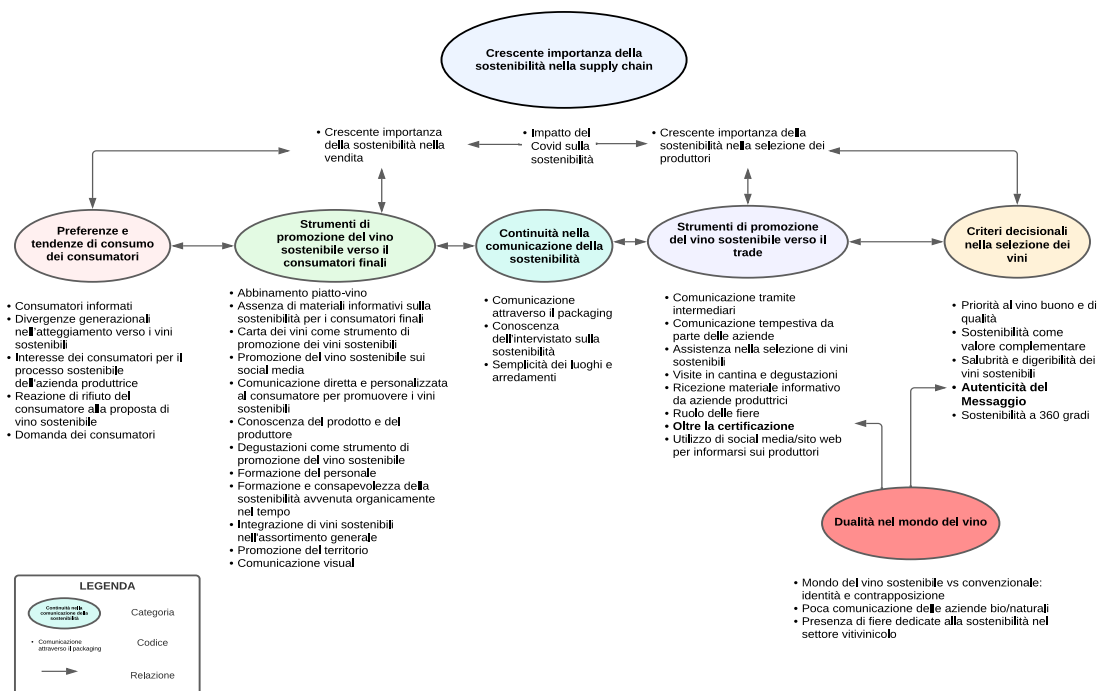 Crescente importanza della
sostenibilità nella supply chain
• Crescente importanza
della sostenibilità nella
vendita
• Impatto del
Covid sulla
sostenibilità
• Crescente importanza della
sostenibilità nella selezione dei
produttori
Preferenze e
tendenze di consumo
dei consumatori
Strumenti di
promozione del vino
sostenibile verso il
consumatori finali
Continuità nella
comunicazione della
sostenibilità
Strumenti di promozione
del vino sostenibile verso il
trade
Criteri decisionali
nella selezione dei
vini
• Consumatori informati
• Divergenze generazionali
nell'atteggiamento verso i vini
sostenibili
• Interesse dei consumatori per il
processo sostenibile
dell'azienda produttrice
• Reazione di rifiuto del
consumatore alla proposta di
vino sostenibile
• Domanda dei consumatori
• Abbinamento piatto-vino
• Assenza di materiali informativi sulla
sostenibilità per i consumatori finali
• Carta dei vini come strumento di
promozione dei vini sostenibili
• Promozione del vino sostenibile sui
social media
• Comunicazione diretta e personalizzata
al consumatore per promuovere i vini
sostenibili
• Conoscenza del prodotto e del
produttore
• Degustazioni come strumento di
promozione del vino sostenibile
• Formazione del personale
• Formazione e consapevolezza della
sostenibilità avvenuta organicamente
nel tempo
• Integrazione di vini sostenibili
nell'assortimento generale
• Promozione del territorio
• Comunicazione visual
• Comunicazione
attraverso il packaging
• Conoscenza
dell'intervistato sulla
sostenibilità
• Semplicità dei luoghi e
arredamenti
• Comunicazione tramite
intermediari
• Comunicazione tempestiva da
parte delle aziende
• Assistenza nella selezione di vini
sostenibili
• Visite in cantina e degustazioni
• Ricezione materiale informativo
da aziende produttrici
• Ruolo delle fiere
• Oltre la certificazione
• Utilizzo di social media/sito web
per informarsi sui produttori
• Priorità al vino buono e di
qualità
• Sostenibilità come
valore complementare
• Salubrità e digeribilità dei
vini sostenibili
• Autenticità del
Messaggio
• Sostenibilità a 360 gradi
Dualità nel mondo del vino
• Mondo del vino sostenibile vs convenzionale:
identità e contrapposizione
• Poca comunicazione delle aziende bio/naturali
• Presenza di fiere dedicate alla sostenibilità nel
settore vitivinicolo
LEGENDA
Continuità nella
comunicazione della
sostenibilità
Categoria
• Comunicazione
attraverso il packaging
Codice
Relazione